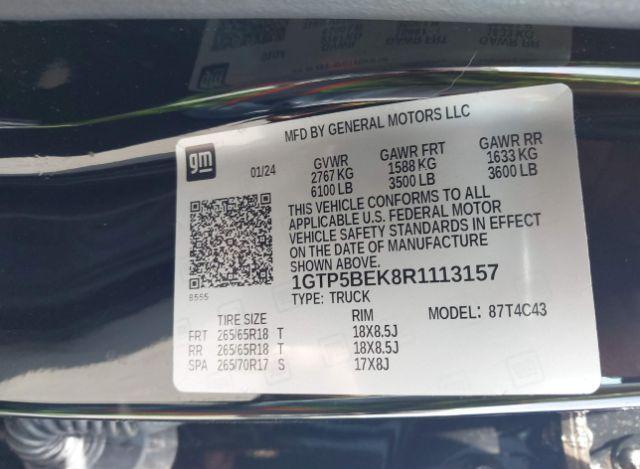 MFD BY GENERAL MOTORS LLC
gm
01/24
GVWR
2767 KG
6100 LB
GAWR FRT
1588 KG
3500 LB
GAWR RR
1633 KG
3600 LB
THIS VEHICLE CONFORMS TO ALL
APPLICABLE U.S. FEDERAL MOTOR
VEHICLE SAFETY STANDARDS IN EFFECT
ON THE DATE OF MANUFACTURE
SHOWN ABOVE.
8555
1GTP5BEK8R1113157
TYPE: TRUCK
MODEL: 87T4C43
TIRE SIZE RIM
FRT 265/65R18 T 18X8.5J
RR 265/65R18 T 18X8.5J
SPA 265/70R17 S 17X8J